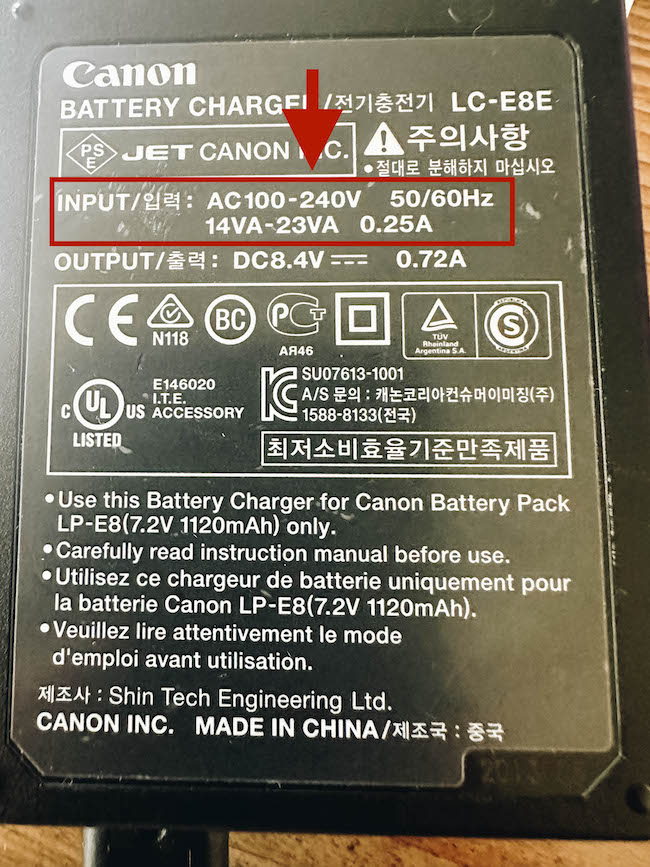 Canon
BATTERY CHARGER/전기충전기 LC-E8E
PS E JET CANON INC.
주의사항
•절대로 분해하지 마십시오
INPUT/입력: AC100-240V 50/60Hz
14VA-23VA 0.25A
OUTPUT/출력: DC8.4V 0.72A
CE N118 BC PCT AЯ46
TÜV
Rheinland
Argentina S.A.
S
ARGENTINA
C UL US
LISTED
E146020
I.T.E.
ACCESSORY
SU07613-1001
A/S 문의 : 캐논코리아컨슈머이미징(주)
1588-8133(전국)
최저소비효율기준만족제품
•Use this Battery Charger for Canon Battery Pack
LP-E8(7.2V 1120mAh) only.
•Carefully read instruction manual before use.
•Utilisez ce chargeur de batterie uniquement pour
la batterie Canon LP-E8(7.2V 1120mAh).
•Veuillez lire attentivement le mode
d'emploi avant utilisation.
제조사 : Shin Tech Engineering Ltd.
CANON INC. MADE IN CHINA/제조국 : 중국